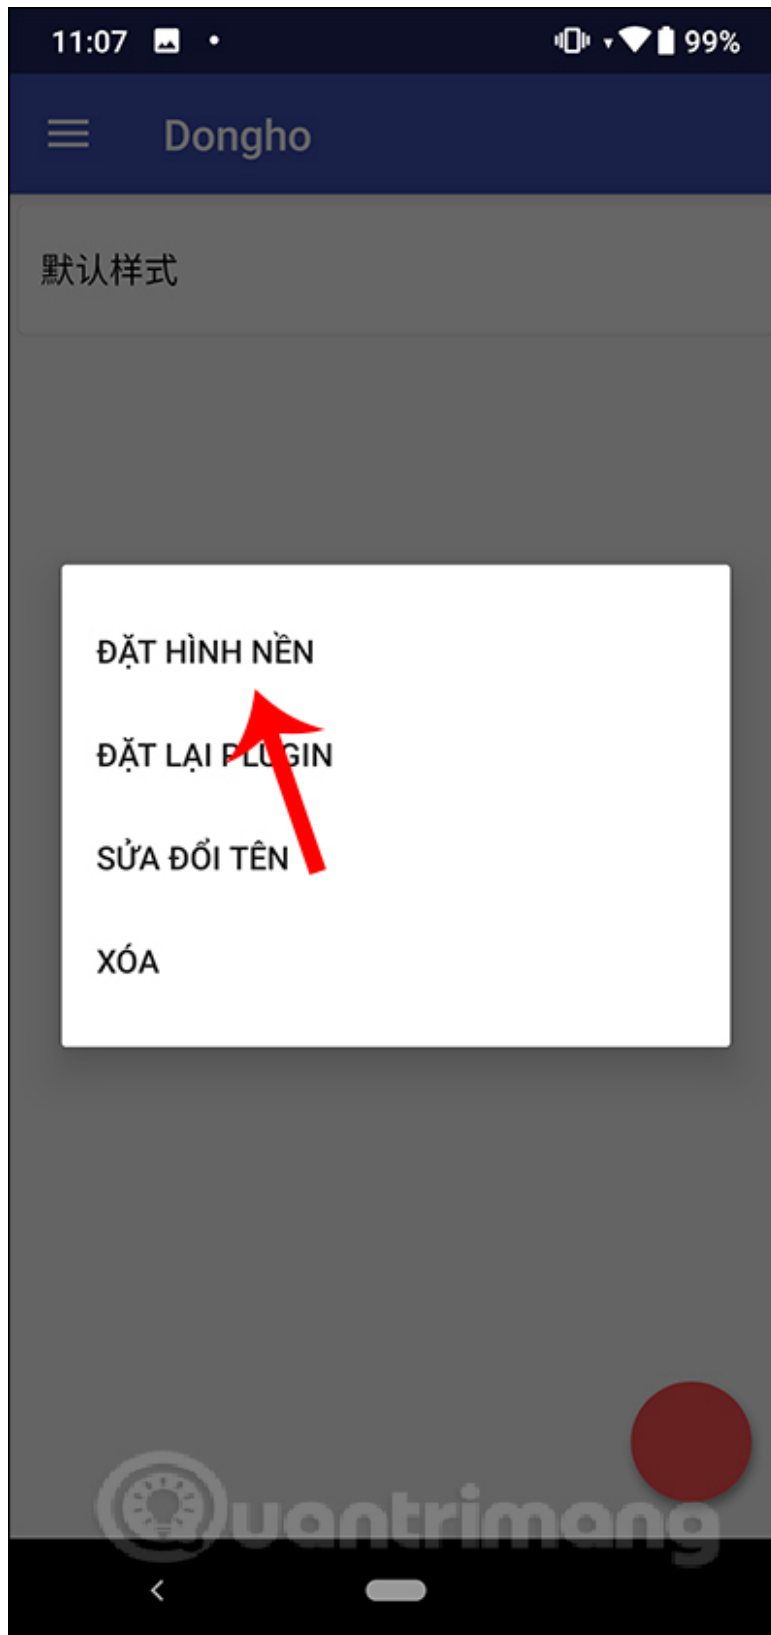 11:07
99%
Dongho
默认样式
ĐẶT HÌNH NỀN
ĐẶT LẠI PLUGIN
SỬA ĐỔI TÊN
XÓA
Quantrimang